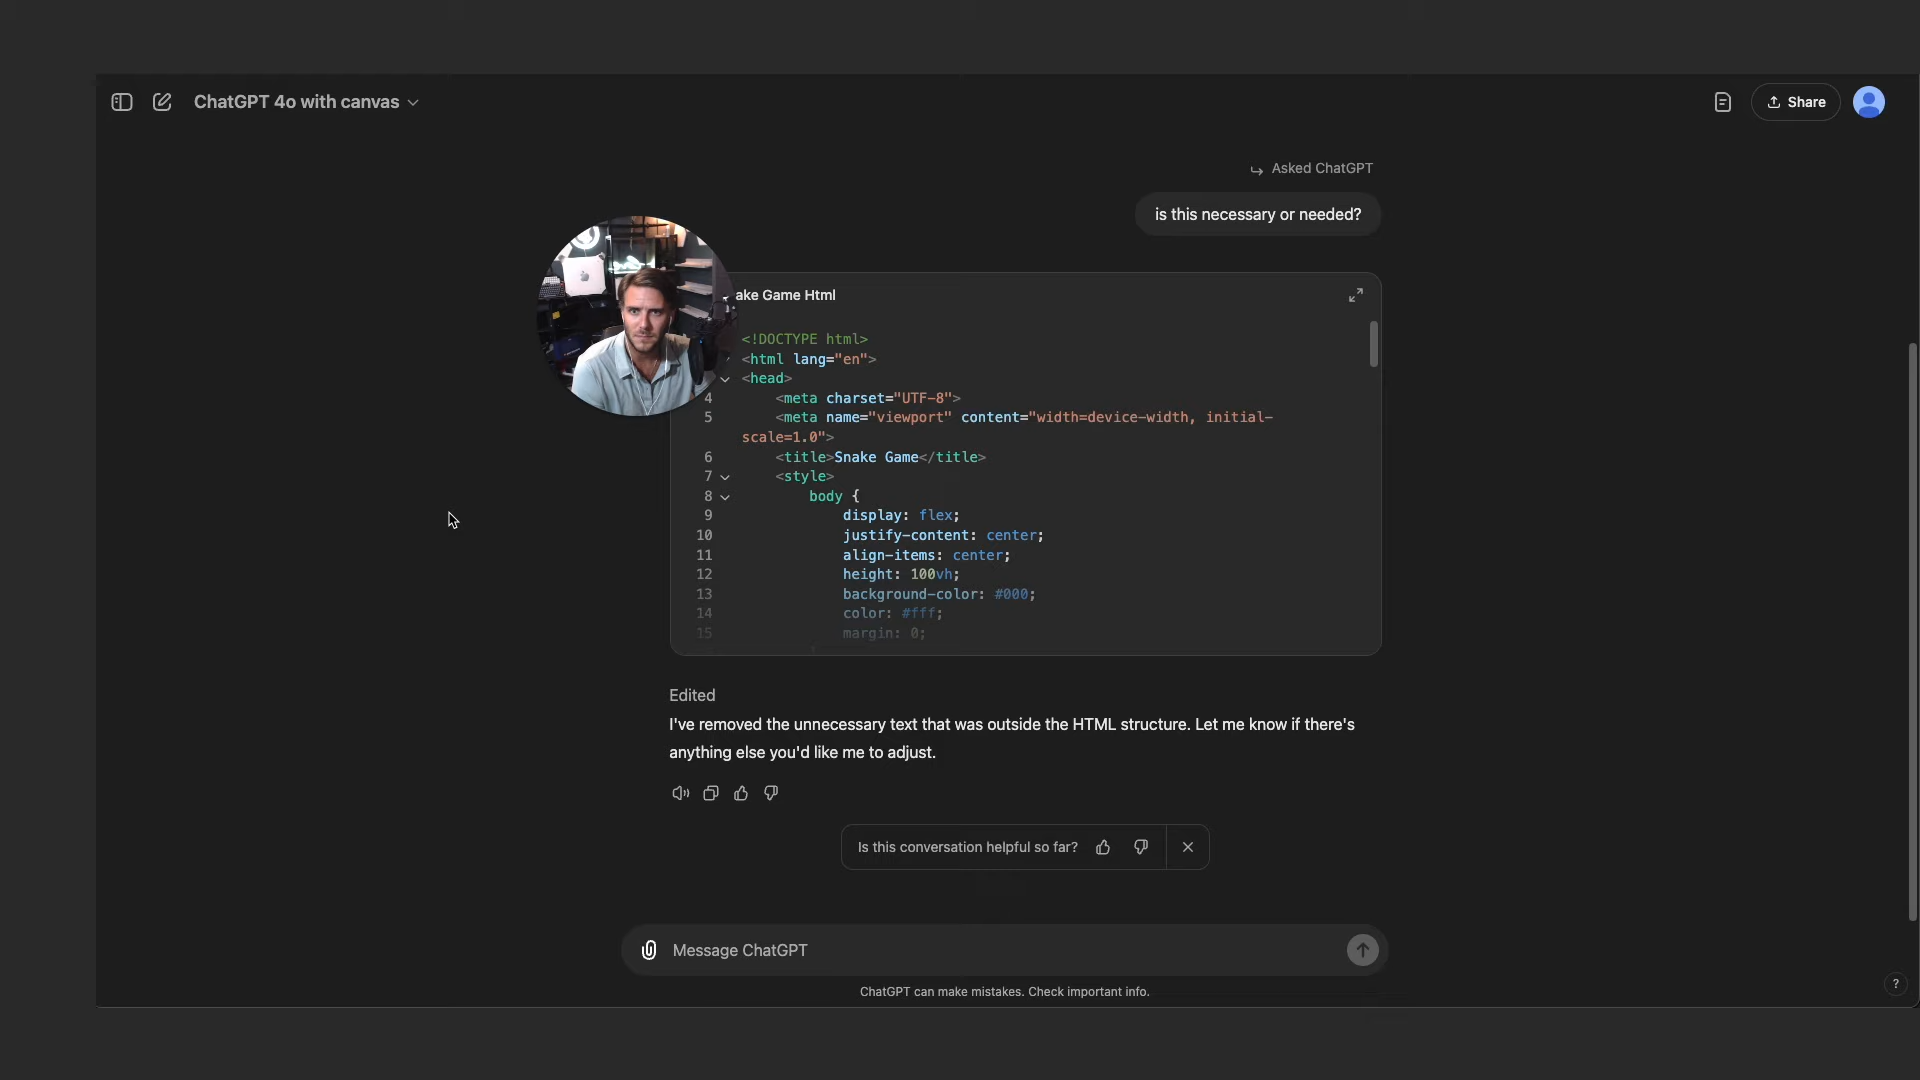 ChatGPT 4o with canvas
Share
Asked ChatGPT
is this necessary or needed?
ake Game Html
<!DOCTYPE html>
<html lang="en">
<head>
4 <meta charset="UTF-8">
5 <meta name="viewport" content="width=device-width, initial-
scale=1.0">
6 <title>Snake Game</title>
7 <style>
8 body {
9 display: flex;
10 justify-content: center;
11 align-items: center;
12 height: 100vh;
13 background-color: #000;
14 color: #fff;
15 margin: 0;
Edited
I've removed the unnecessary text that was outside the HTML structure. Let me know if there's
anything else you'd like me to adjust.
Is this conversation helpful so far?
Message ChatGPT
ChatGPT can make mistakes. Check important info.
?